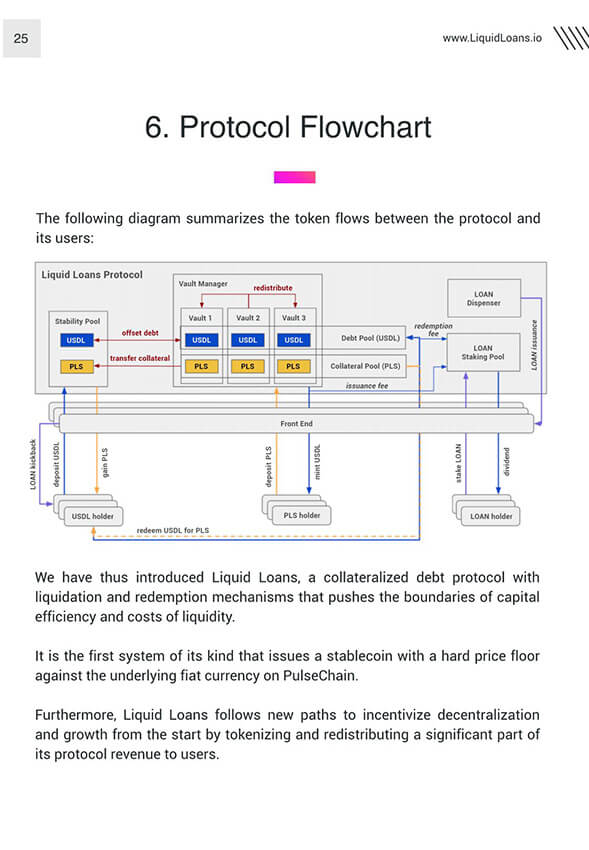 25
www.LiquidLoans.io
6. Protocol Flowchart
The following diagram summarizes the token flows between the protocol and
its users:
Liquid Loans Protocol
Vault Manager
redistribute
LOAN
Dispenser
Stability Pool
Vault 1
Vault 2
Vault 3
offset debt
USDL
USDL
USDL
USDL
Debt Pool (USDL)
redemption
fee
LOAN
Staking Pool
LOAN issuance
transfer collateral
PLS
PLS
PLS
PLS
Collateral Pool (PLS)
issuance fee
Front End
LOAN kickback
deposit USDL
gain PLS
deposit PLS
mint USDL
stake LOAN
dividend
USDL holder
PLS holder
LOAN holder
redeem USDL for PLS
We have thus introduced Liquid Loans, a collateralized debt protocol with
liquidation and redemption mechanisms that pushes the boundaries of capital
efficiency and costs of liquidity.
It is the first system of its kind that issues a stablecoin with a hard price floor
against the underlying fiat currency on PulseChain.
Furthermore, Liquid Loans follows new paths to incentivize decentralization
and growth from the start by tokenizing and redistributing a significant part of
its protocol revenue to users.